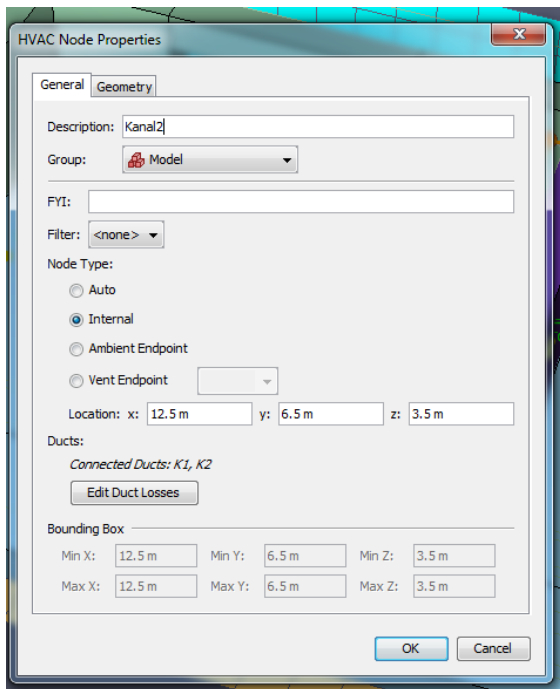 HVAC Node Properties
General Geometry
Description: Kanal2
Group: Model
FYI:
Filter: <none>
Node Type:
Auto
Internal
Ambient Endpoint
Vent Endpoint
Location: x: 12.5 m y: 6.5 m z: 3.5 m
Ducts:
Connected Ducts: K1, K2
Edit Duct Losses
Bounding Box
Min X: 12.5 m Min Y: 6.5 m Min Z: 3.5 m
Max X: 12.5 m Max Y: 6.5 m Max Z: 3.5 m
OK Cancel